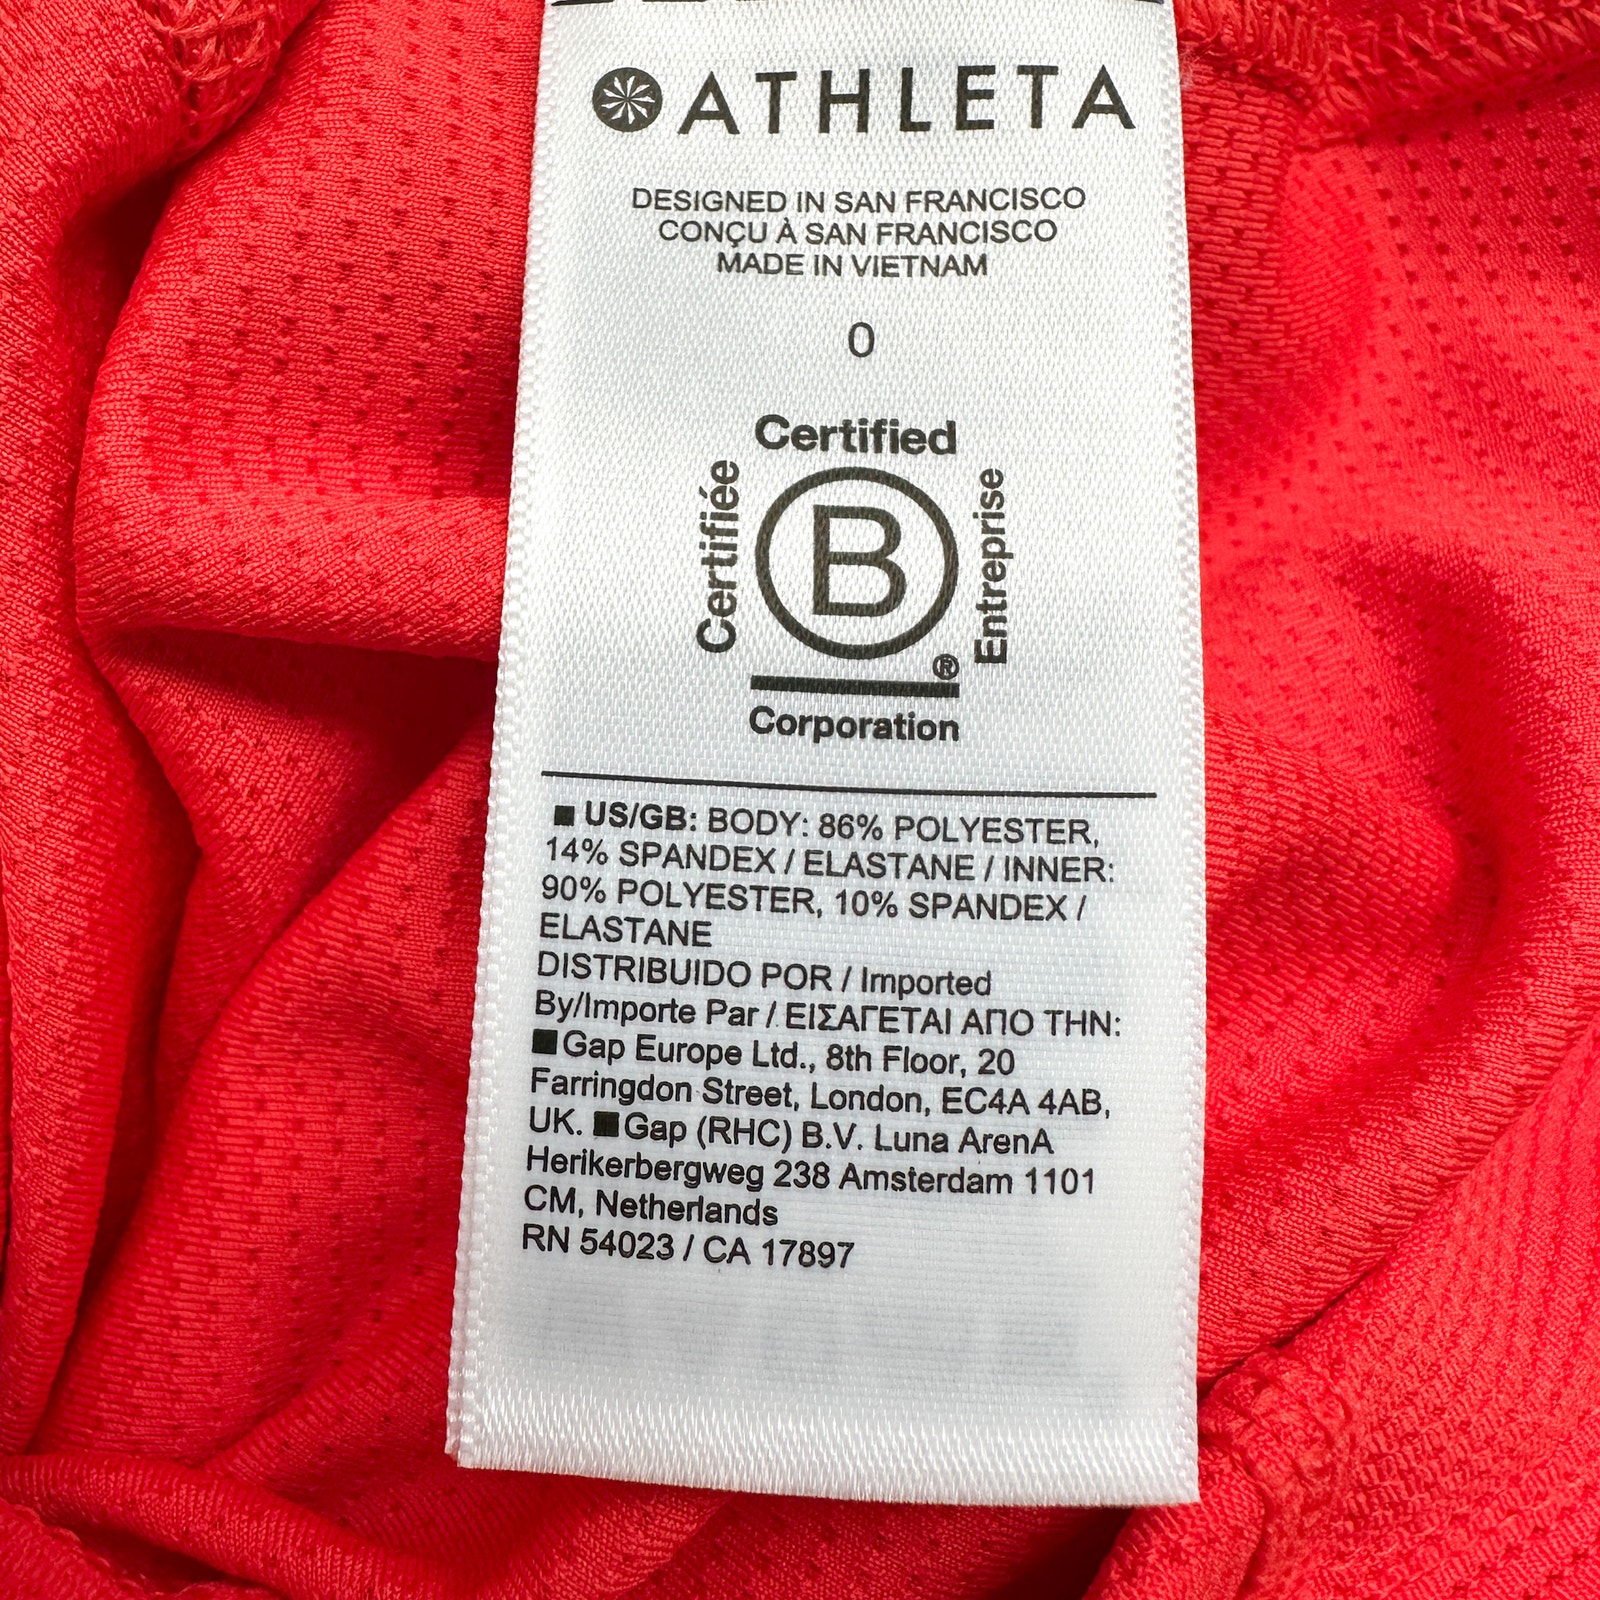 ATHLETA
DESIGNED IN SAN FRANCISCO
CONÇU À SAN FRANCISCO
MADE IN VIETNAM
0
Certified
Certifiée
B
Entreprise
®
Corporation
■ US/GB: BODY: 86% POLYESTER,
14% SPANDEX / ELASTANE / INNER:
90% POLYESTER, 10% SPANDEX /
ELASTANE
DISTRIBUIDO POR / Imported
By/Importe Par / ΕΙΣΑΓΕΤΑΙ ΑΠΟ ΤΗΝ:
■Gap Europe Ltd., 8th Floor, 20
Farringdon Street, London, EC4A 4AB,
UK. ■Gap (RHC) B.V. Luna ArenA
Herikerbergweg 238 Amsterdam 1101
CM, Netherlands
RN 54023 / CA 17897